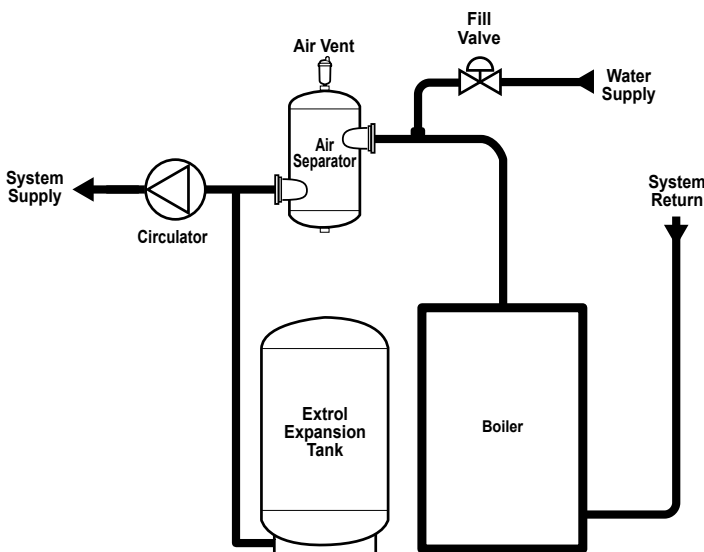 Fill
Valve
Air Vent
Water
Supply
Air
Separator
System
Supply
System
Return
Circulator
Extrol
Expansion
Tank
Boiler